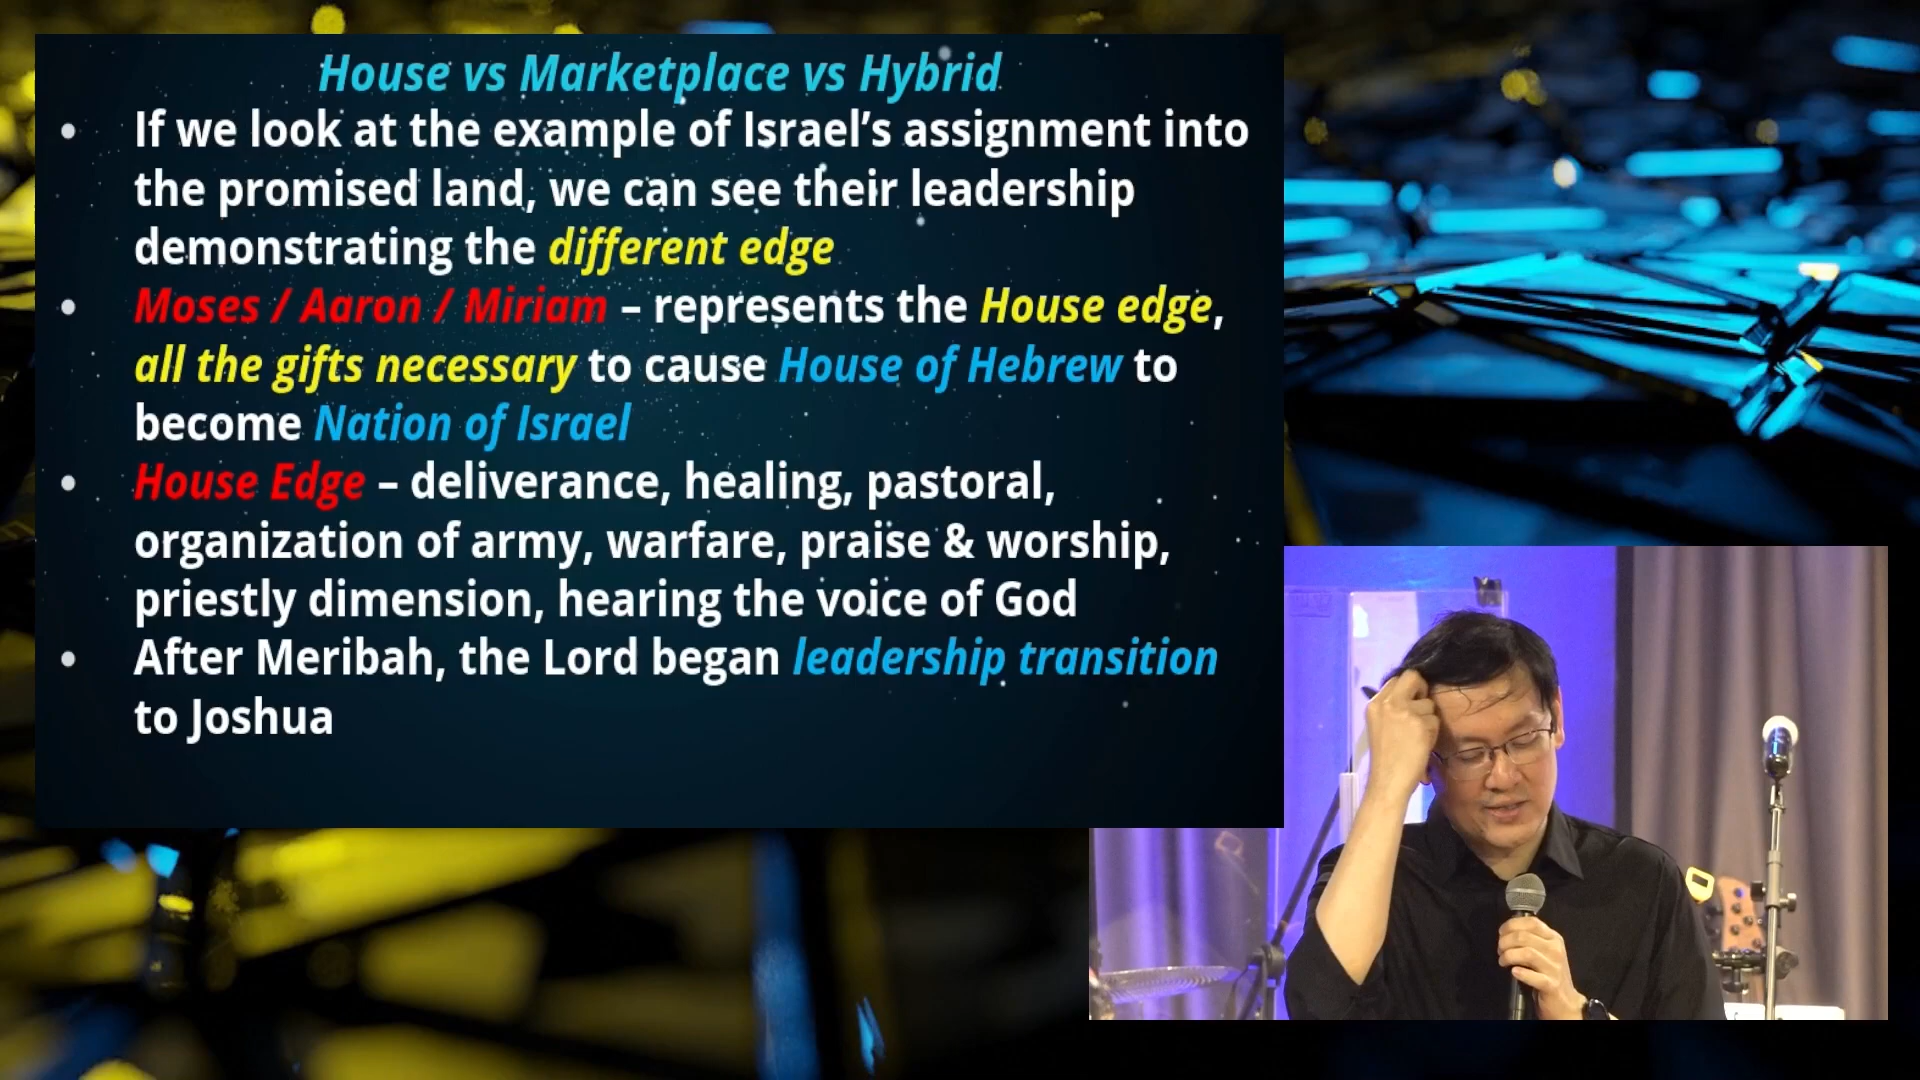 House vs Marketplace vs Hybrid
• If we look at the example of Israel’s assignment into
the promised land, we can see their leadership
demonstrating the different edge
• Moses / Aaron / Miriam – represents the House edge,
all the gifts necessary to cause House of Hebrew to
become Nation of Israel
• House Edge – deliverance, healing, pastoral,
organization of army, warfare, praise & worship,
priestly dimension, hearing the voice of God
• After Meribah, the Lord began leadership transition
to Joshua